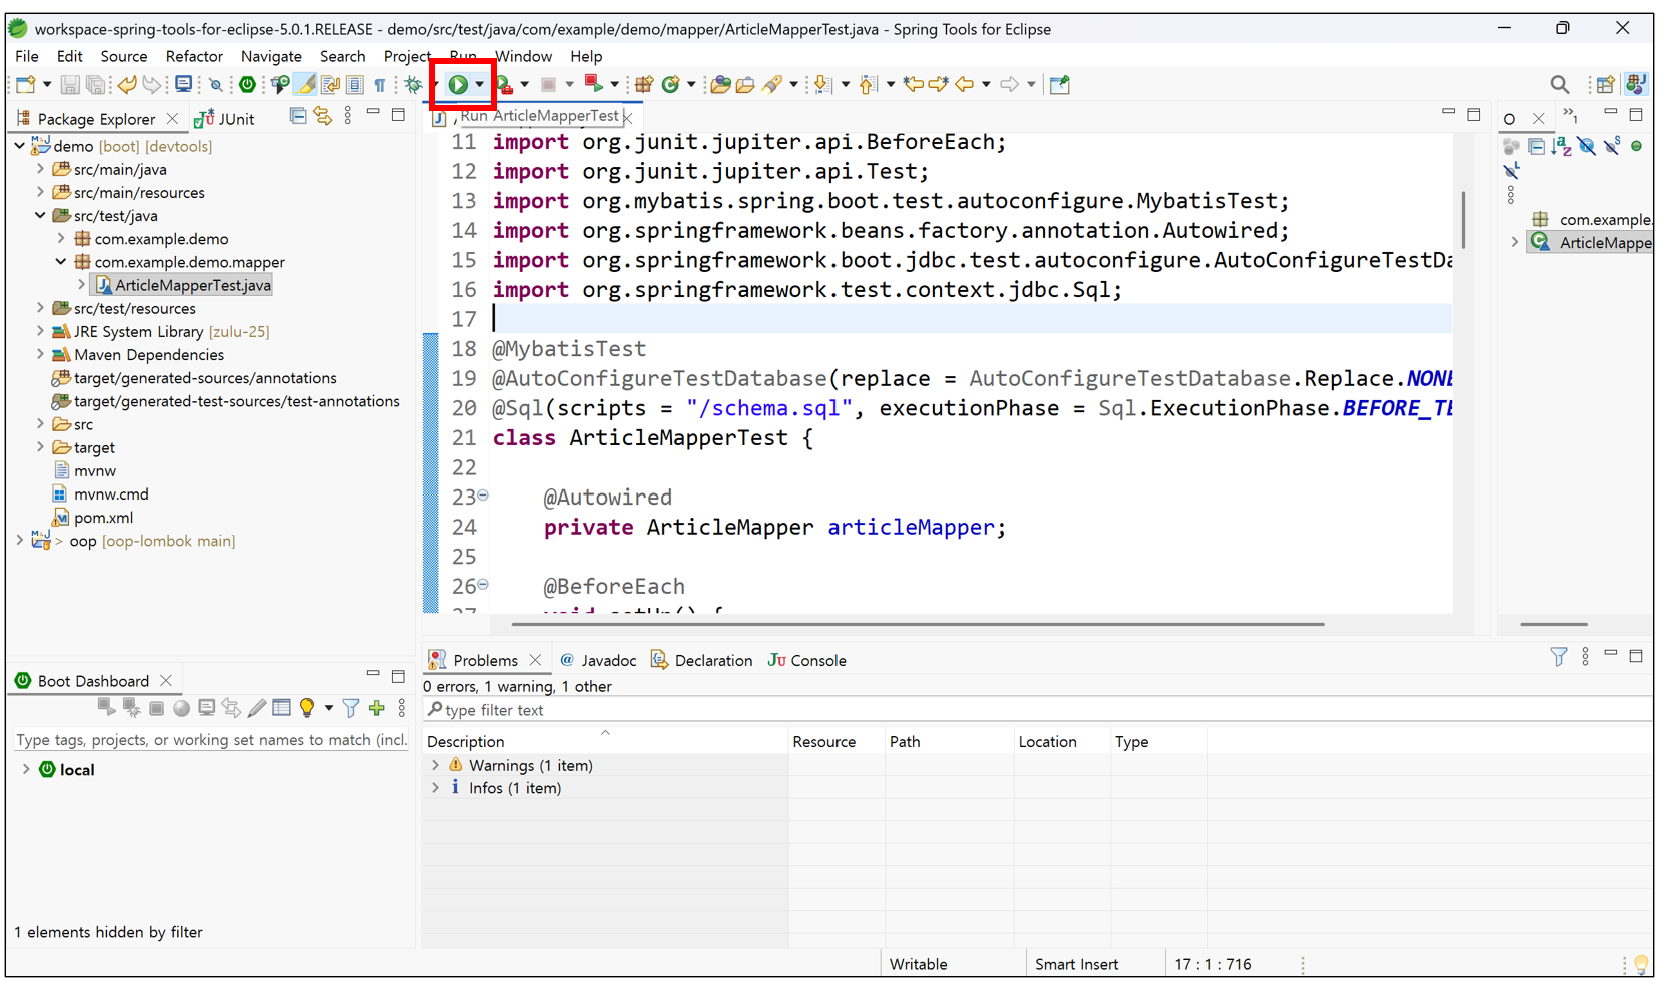 workspace-spring-tools-for-eclipse-5.0.1.RELEASE - demo/src/test/java/com/example/demo/mapper/ArticleMapperTest.java - Spring Tools for Eclipse
File Edit Source Refactor Navigate Search Project Run Window Help
Package Explorer
JUnit
demo [boot] [devtools]
src/main/java
src/main/resources
src/test/java
com.example.demo
com.example.demo.mapper
ArticleMapperTest.java
src/test/resources
JRE System Library [zulu-25]
Maven Dependencies
target/generated-sources/annotations
target/generated-test-sources/test-annotations
src
target
mvnw
mvnw.cmd
pom.xml
> oop [oop-lombok main]
Run ArticleMapperTest
11 import org.junit.jupiter.api.BeforeEach;
12 import org.junit.jupiter.api.Test;
13 import org.mybatis.spring.boot.test.autoconfigure.MybatisTest;
14 import org.springframework.beans.factory.annotation.Autowired;
15 import org.springframework.boot.jdbc.test.autoconfigure.AutoConfigureTestDa
16 import org.springframework.test.context.jdbc.Sql;
17
18 @MybatisTest
19 @AutoConfigureTestDatabase(replace = AutoConfigureTestDatabase.Replace.NONE
20 @Sql(scripts = "/schema.sql", executionPhase = Sql.ExecutionPhase.BEFORE_TE
21 class ArticleMapperTest {
22
23 @Autowired
24 private ArticleMapper articleMapper;
25
26 @BeforeEach
27 void setUp() {
O
1
com.example.
ArticleMappe
Boot Dashboard
Type tags, projects, or working set names to match (incl.
local
1 elements hidden by filter
Problems
@ Javadoc
Declaration
Console
0 errors, 1 warning, 1 other
type filter text
Description Resource Path Location Type
Warnings (1 item)
Infos (1 item)
Writable Smart Insert 17 : 1 : 716